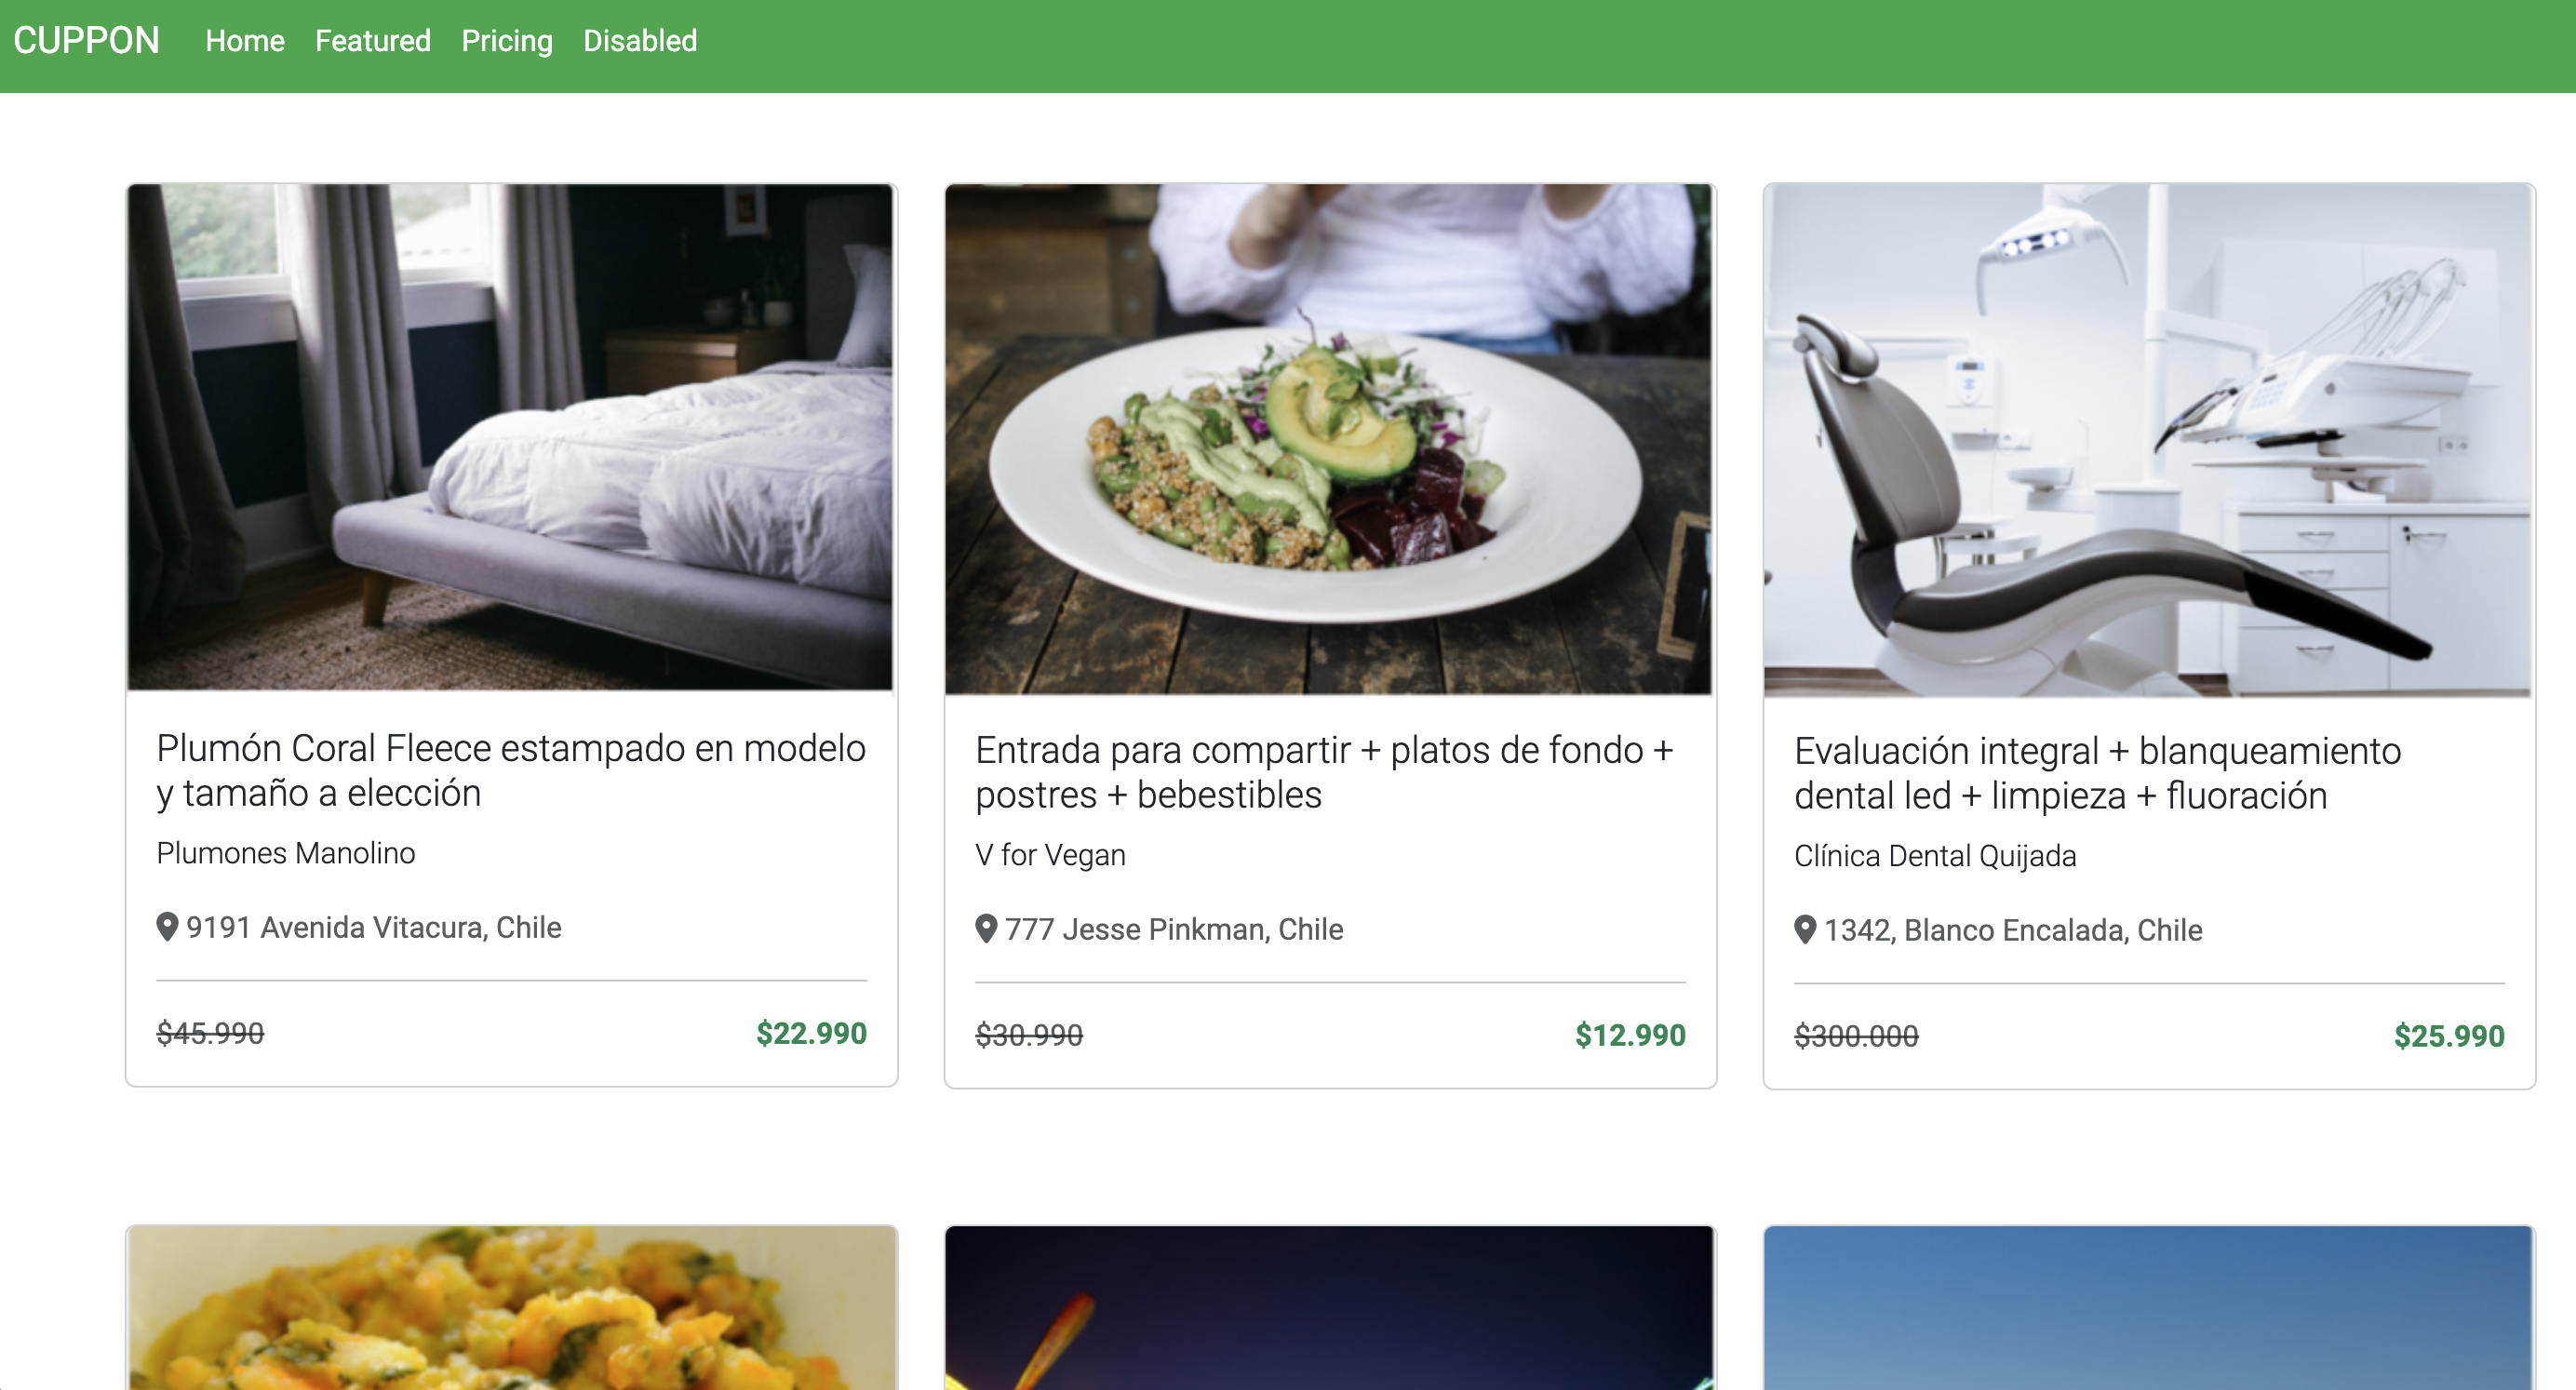 CUPPON Home Featured Pricing Disabled
Plumón Coral Fleece estampado en modelo
y tamaño a elección
Plumones Manolino
9191 Avenida Vitacura, Chile
$45.990 $22.990
Entrada para compartir + platos de fondo +
postres + bebestibles
V for Vegan
777 Jesse Pinkman, Chile
$30.990 $12.990
Evaluación integral + blanqueamiento
dental led + limpieza + fluoración
Clínica Dental Quijada
1342, Blanco Encalada, Chile
$300.000 $25.990